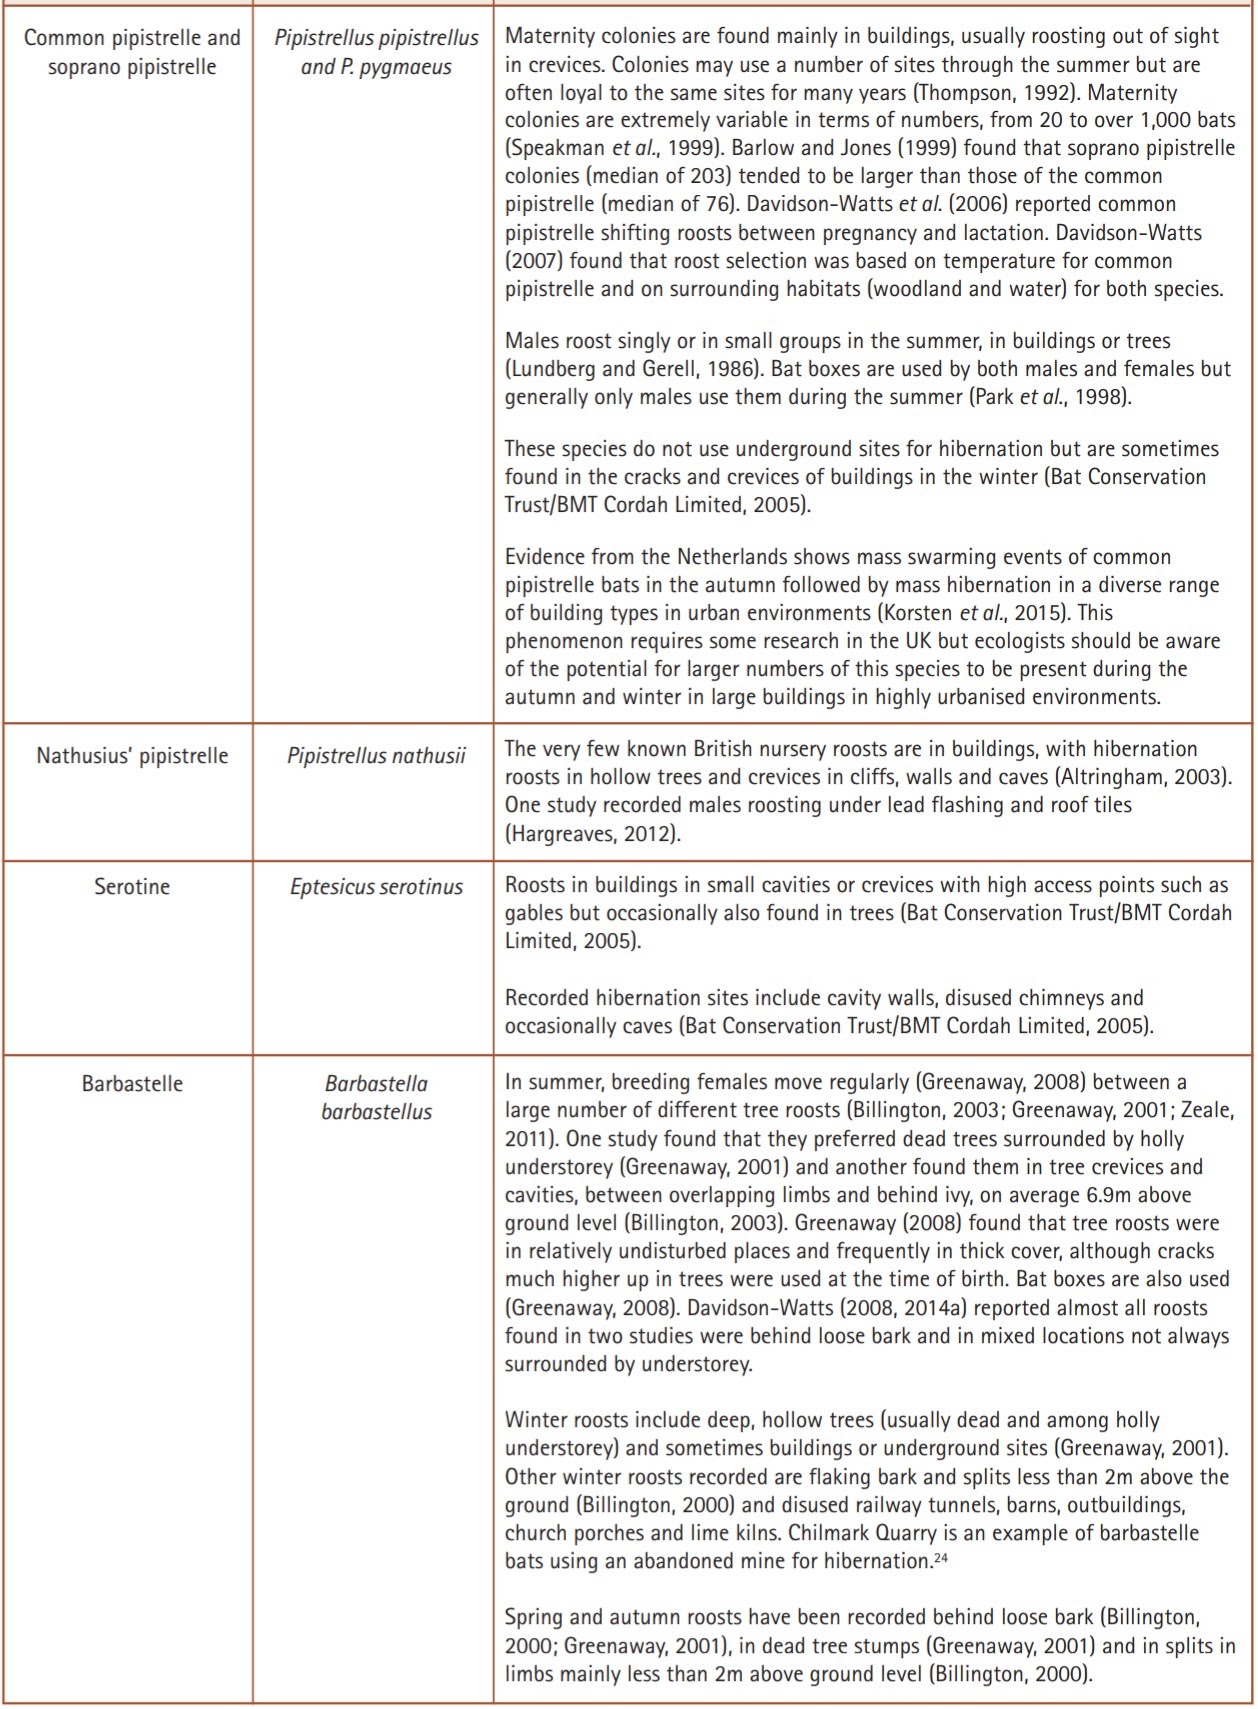 Common pipistrelle and
soprano pipistrelle
Pipistrellus pipistrellus
and P. pygmaeus
Maternity colonies are found mainly in buildings, usually roosting out of sight
in crevices. Colonies may use a number of sites through the summer but are
often loyal to the same sites for many years (Thompson, 1992). Maternity
colonies are extremely variable in terms of numbers, from 20 to over 1,000 bats
(Speakman et al., 1999). Barlow and Jones (1999) found that soprano pipistrelle
colonies (median of 203) tended to be larger than those of the common
pipistrelle (median of 76). Davidson-Watts et al. (2006) reported common
pipistrelle shifting roosts between pregnancy and lactation. Davidson-Watts
(2007) found that roost selection was based on temperature for common
pipistrelle and on surrounding habitats (woodland and water) for both species.
Males roost singly or in small groups in the summer, in buildings or trees
(Lundberg and Gerell, 1986). Bat boxes are used by both males and females but
generally only males use them during the summer (Park et al., 1998).
These species do not use underground sites for hibernation but are sometimes
found in the cracks and crevices of buildings in the winter (Bat Conservation
Trust/BMT Cordah Limited, 2005).
Evidence from the Netherlands shows mass swarming events of common
pipistrelle bats in the autumn followed by mass hibernation in a diverse range
of building types in urban environments (Korsten et al., 2015). This
phenomenon requires some research in the UK but ecologists should be aware
of the potential for larger numbers of this species to be present during the
autumn and winter in large buildings in highly urbanised environments.
Nathusius’ pipistrelle
Pipistrellus nathusii
The very few known British nursery roosts are in buildings, with hibernation
roosts in hollow trees and crevices in cliffs, walls and caves (Altringham, 2003).
One study recorded males roosting under lead flashing and roof tiles
(Hargreaves, 2012).
Serotine
Eptesicus serotinus
Roosts in buildings in small cavities or crevices with high access points such as
gables but occasionally also found in trees (Bat Conservation Trust/BMT Cordah
Limited, 2005).
Recorded hibernation sites include cavity walls, disused chimneys and
occasionally caves (Bat Conservation Trust/BMT Cordah Limited, 2005).
Barbastelle
Barbastella
barbastellus
In summer, breeding females move regularly (Greenaway, 2008) between a
large number of different tree roosts (Billington, 2003; Greenaway, 2001; Zeale,
2011). One study found that they preferred dead trees surrounded by holly
understorey (Greenaway, 2001) and another found them in tree crevices and
cavities, between overlapping limbs and behind ivy, on average 6.9m above
ground level (Billington, 2003). Greenaway (2008) found that tree roosts were
in relatively undisturbed places and frequently in thick cover, although cracks
much higher up in trees were used at the time of birth. Bat boxes are also used
(Greenaway, 2008). Davidson-Watts (2008, 2014a) reported almost all roosts
found in two studies were behind loose bark and in mixed locations not always
surrounded by understorey.
Winter roosts include deep, hollow trees (usually dead and among holly
understorey) and sometimes buildings or underground sites (Greenaway, 2001).
Other winter roosts recorded are flaking bark and splits less than 2m above the
ground (Billington, 2000) and disused railway tunnels, barns, outbuildings,
church porches and lime kilns. Chilmark Quarry is an example of barbastelle
bats using an abandoned mine for hibernation.²⁴
Spring and autumn roosts have been recorded behind loose bark (Billington,
2000; Greenaway, 2001), in dead tree stumps (Greenaway, 2001) and in splits in
limbs mainly less than 2m above ground level (Billington, 2000).